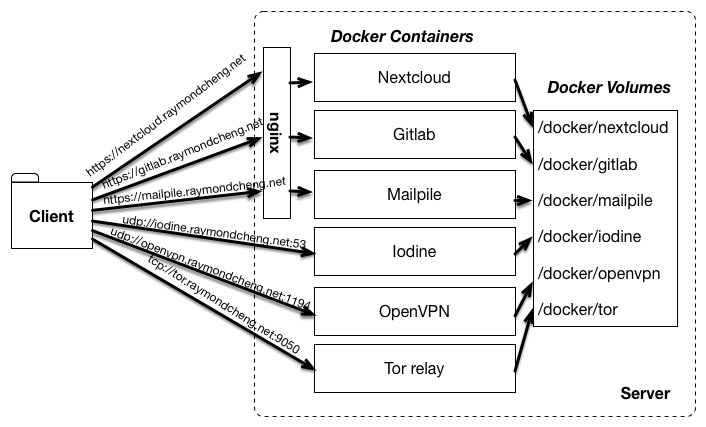 Docker Containers
Docker Volumes
Client
https://nextcloud.raymondcheng.net
https://gitlab.raymondcheng.net
https://mailpile.raymondcheng.net
udp://iodine.raymondcheng.net:53
udp://openvpn.raymondcheng.net:1194
tcp://tor.raymondcheng.net:9050
nginx
Nextcloud
Gitlab
Mailpile
Iodine
OpenVPN
Tor relay
/docker/nextcloud
/docker/gitlab
/docker/mailpile
/docker/iodine
/docker/openvpn
/docker/tor
Server